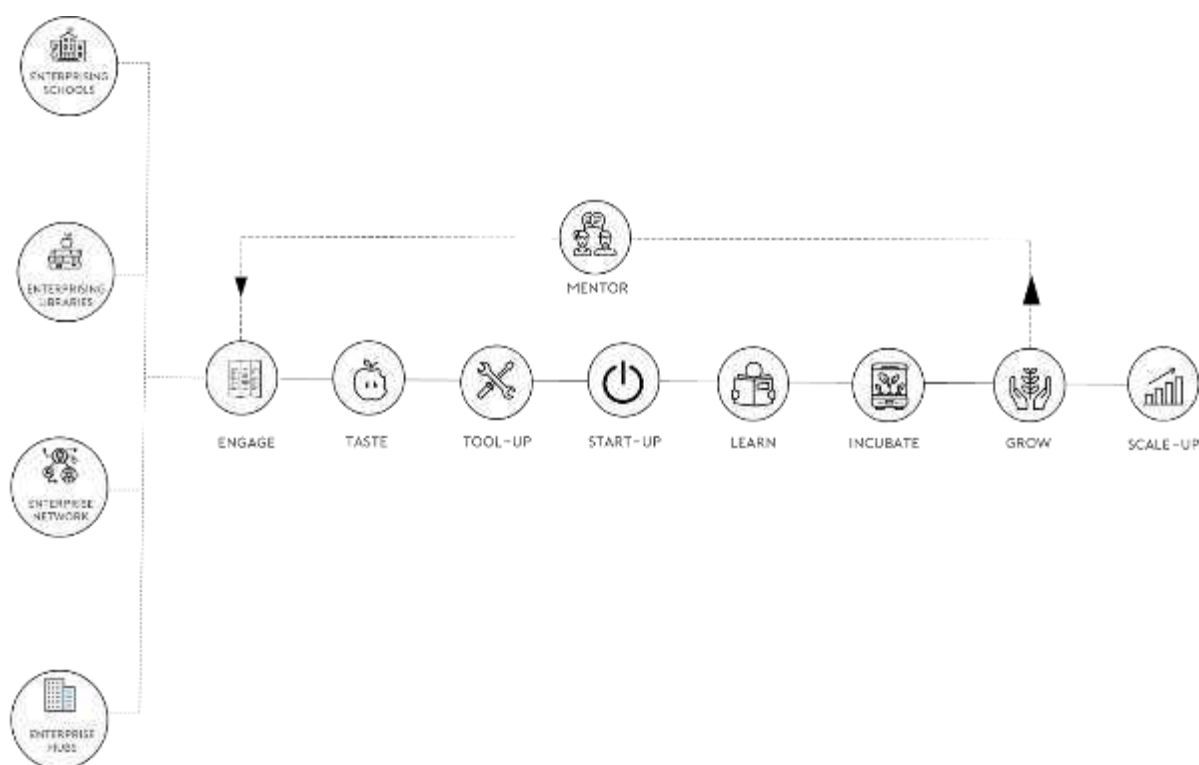 ENTERPRISING
SCHOOLS
ENTERPRISING
LIBRARIES
MENTOR
ENGAGE
TASTE
TOOL-UP
START-UP
LEARN
INCUBATE
GROW
SCALE-UP
ENTERPRISE
NETWORK
ENTERPRISE
HUBS